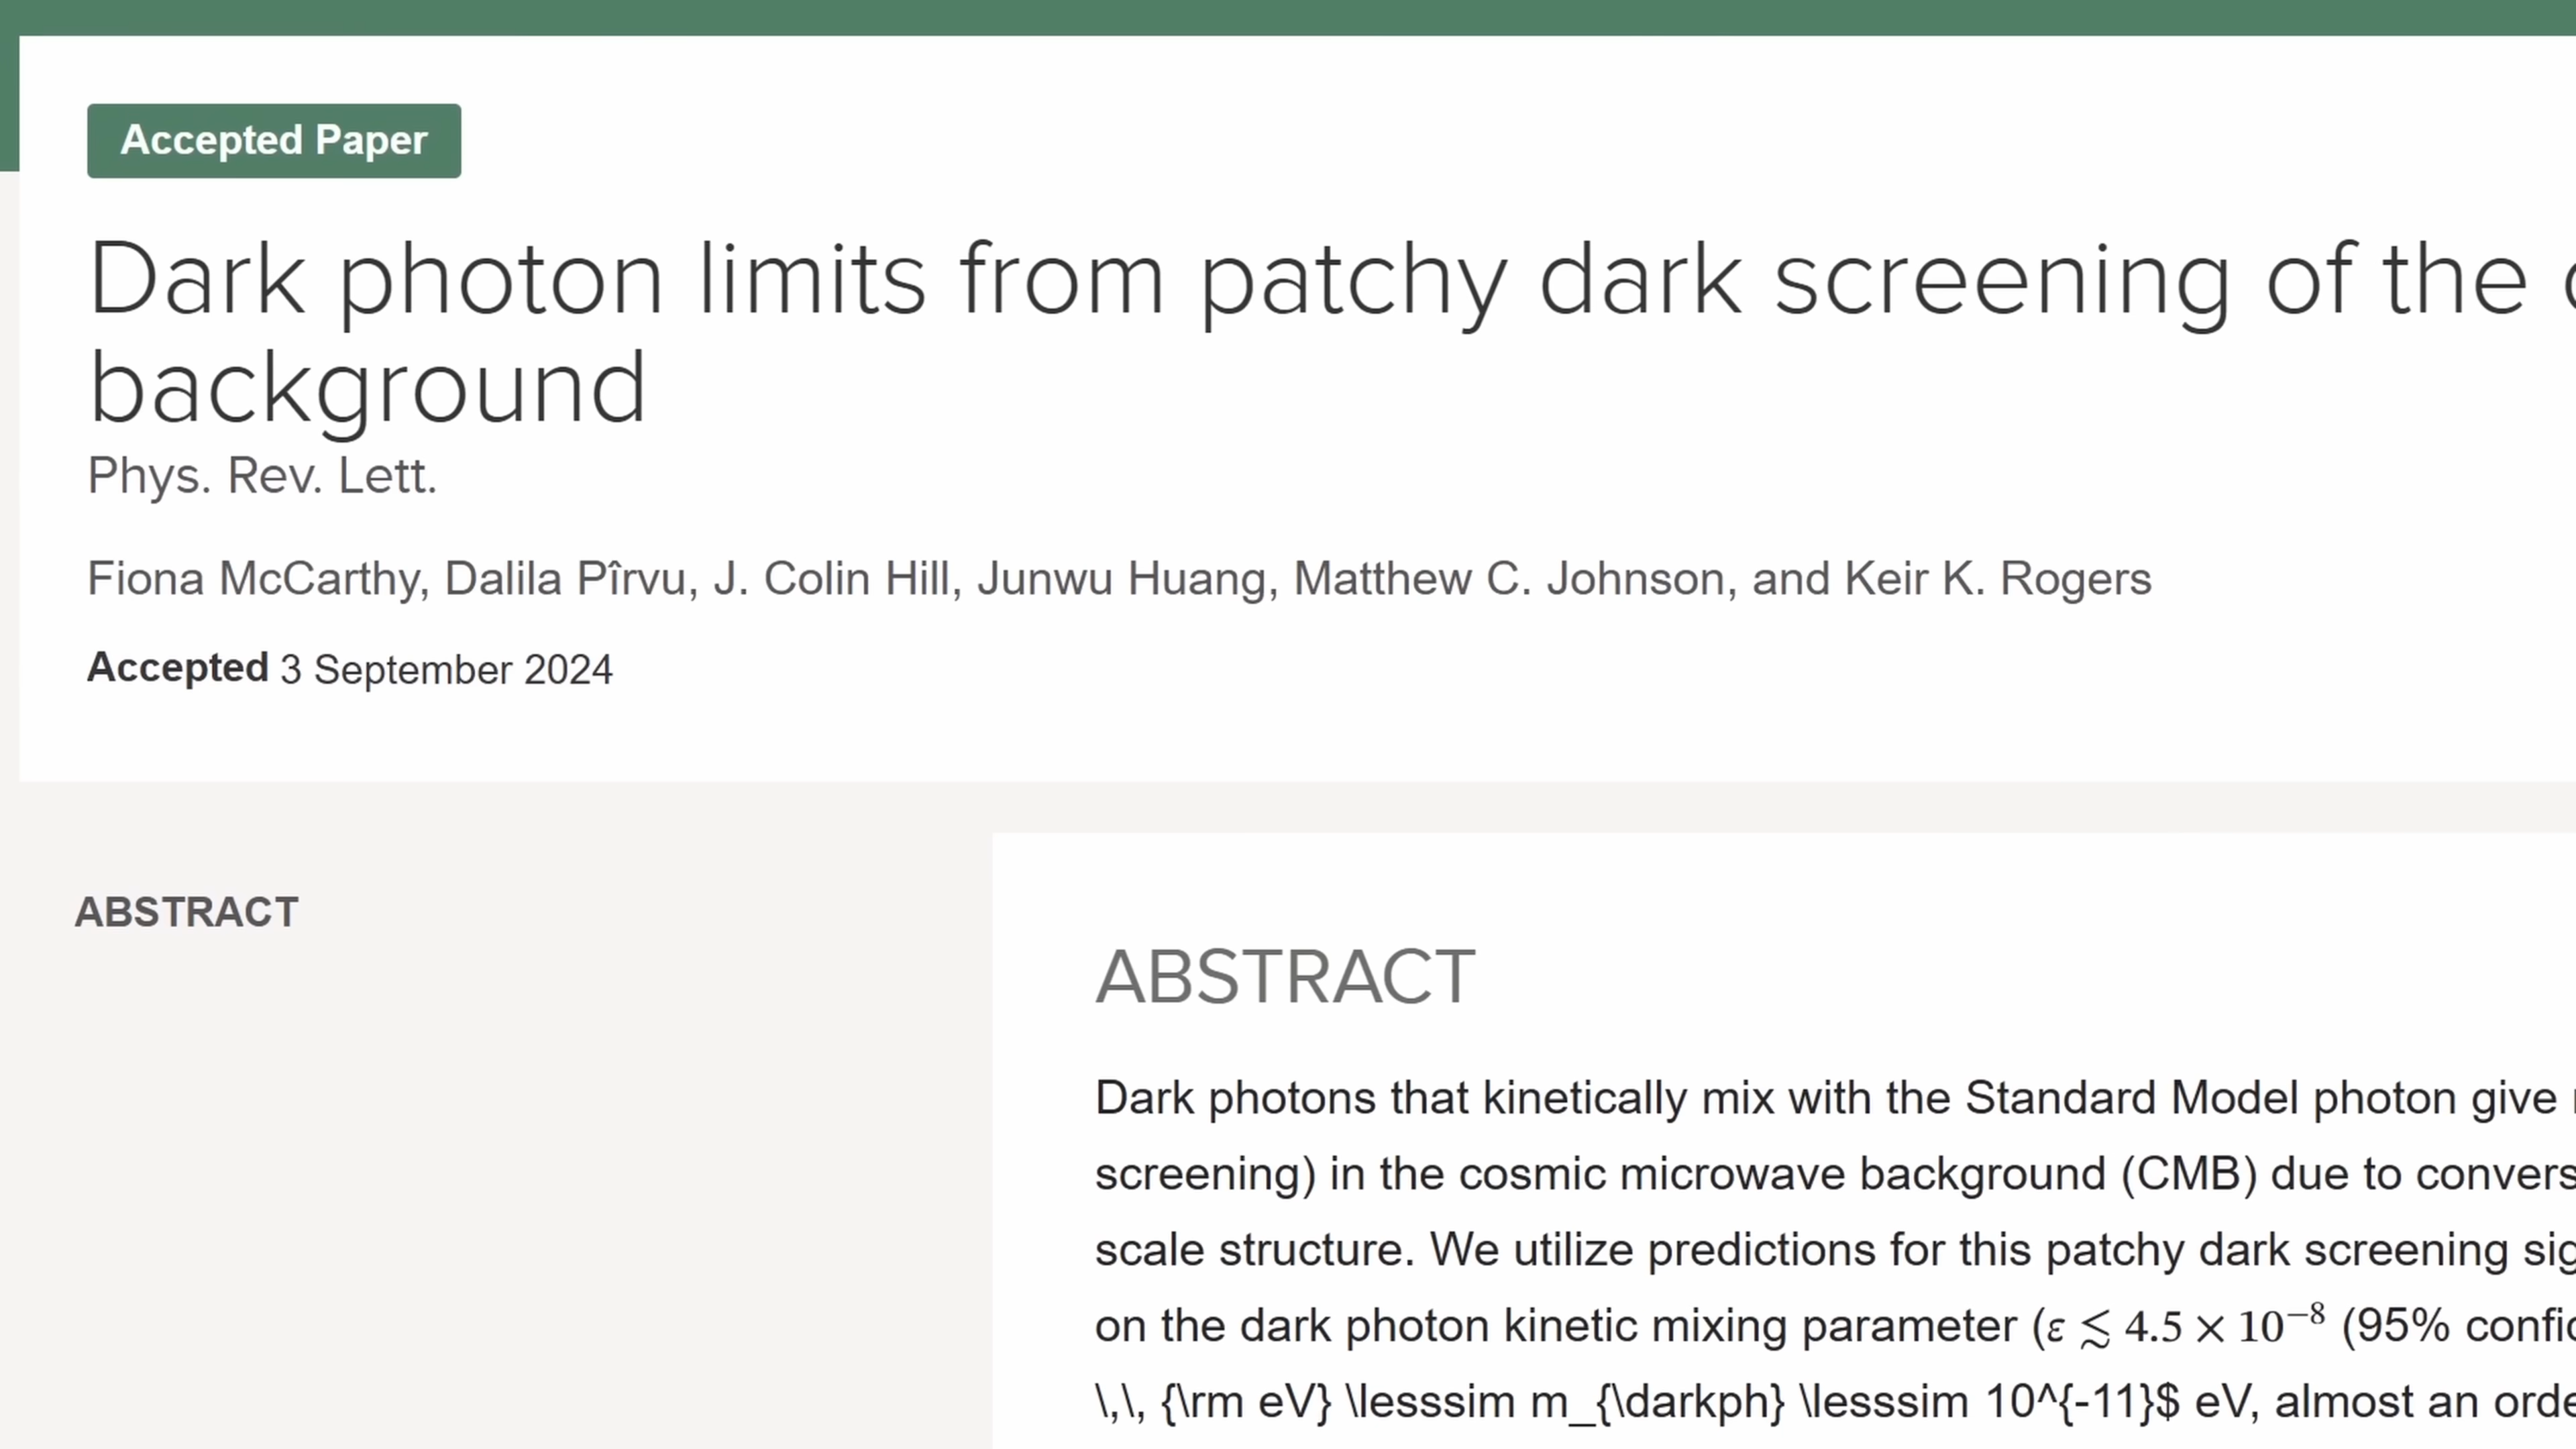 Accepted Paper
Dark photon limits from patchy dark screening of the
background
Phys. Rev. Lett.
Fiona McCarthy, Dalila Pîrvu, J. Colin Hill, Junwu Huang, Matthew C. Johnson, and Keir K. Rogers
Accepted 3 September 2024
ABSTRACT
ABSTRACT
Dark photons that kinetically mix with the Standard Model photon give
screening) in the cosmic microwave background (CMB) due to convers
scale structure. We utilize predictions for this patchy dark screening sig
on the dark photon kinetic mixing parameter (ε ≲ 4.5 × 10⁻⁸ (95% confid
\,\, {\rm eV} \lesssim m_{\darkph} \lesssim 10^{-11}$ eV, almost an orde